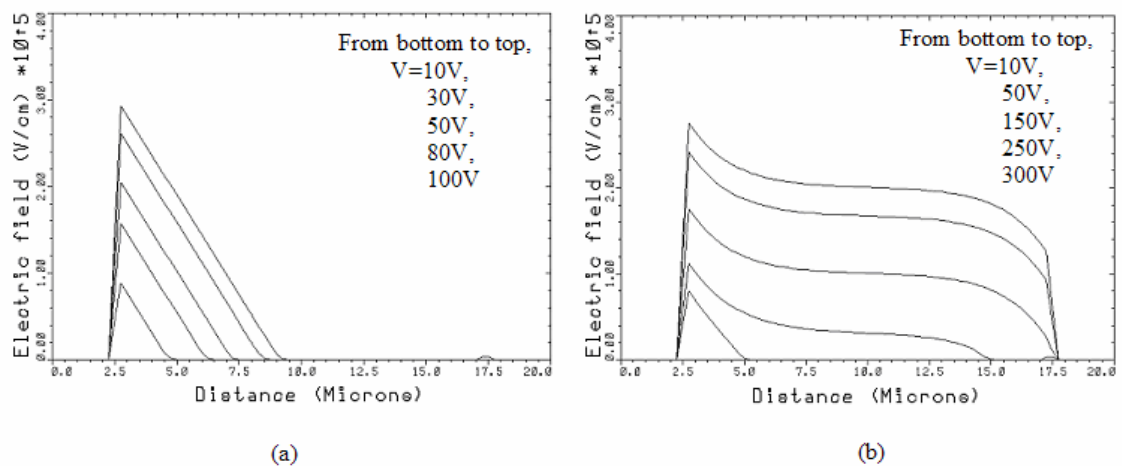 Electric field (V/cm) *10↑5
4.00
3.00
2.00
1.00
0.00
From bottom to top,
V=10V,
30V,
50V,
80V,
100V
0.0 2.5 5.0 7.5 10.0 12.5 15.0 17.5 20.0
Distance (Microns)
(a)
Electric field (V/cm) *10↑5
4.00
3.00
2.00
1.00
0.00
From bottom to top,
V=10V,
50V,
150V,
250V,
300V
0.0 2.5 5.0 7.5 10.0 12.5 15.0 17.5 20.0
Distance (Microns)
(b)